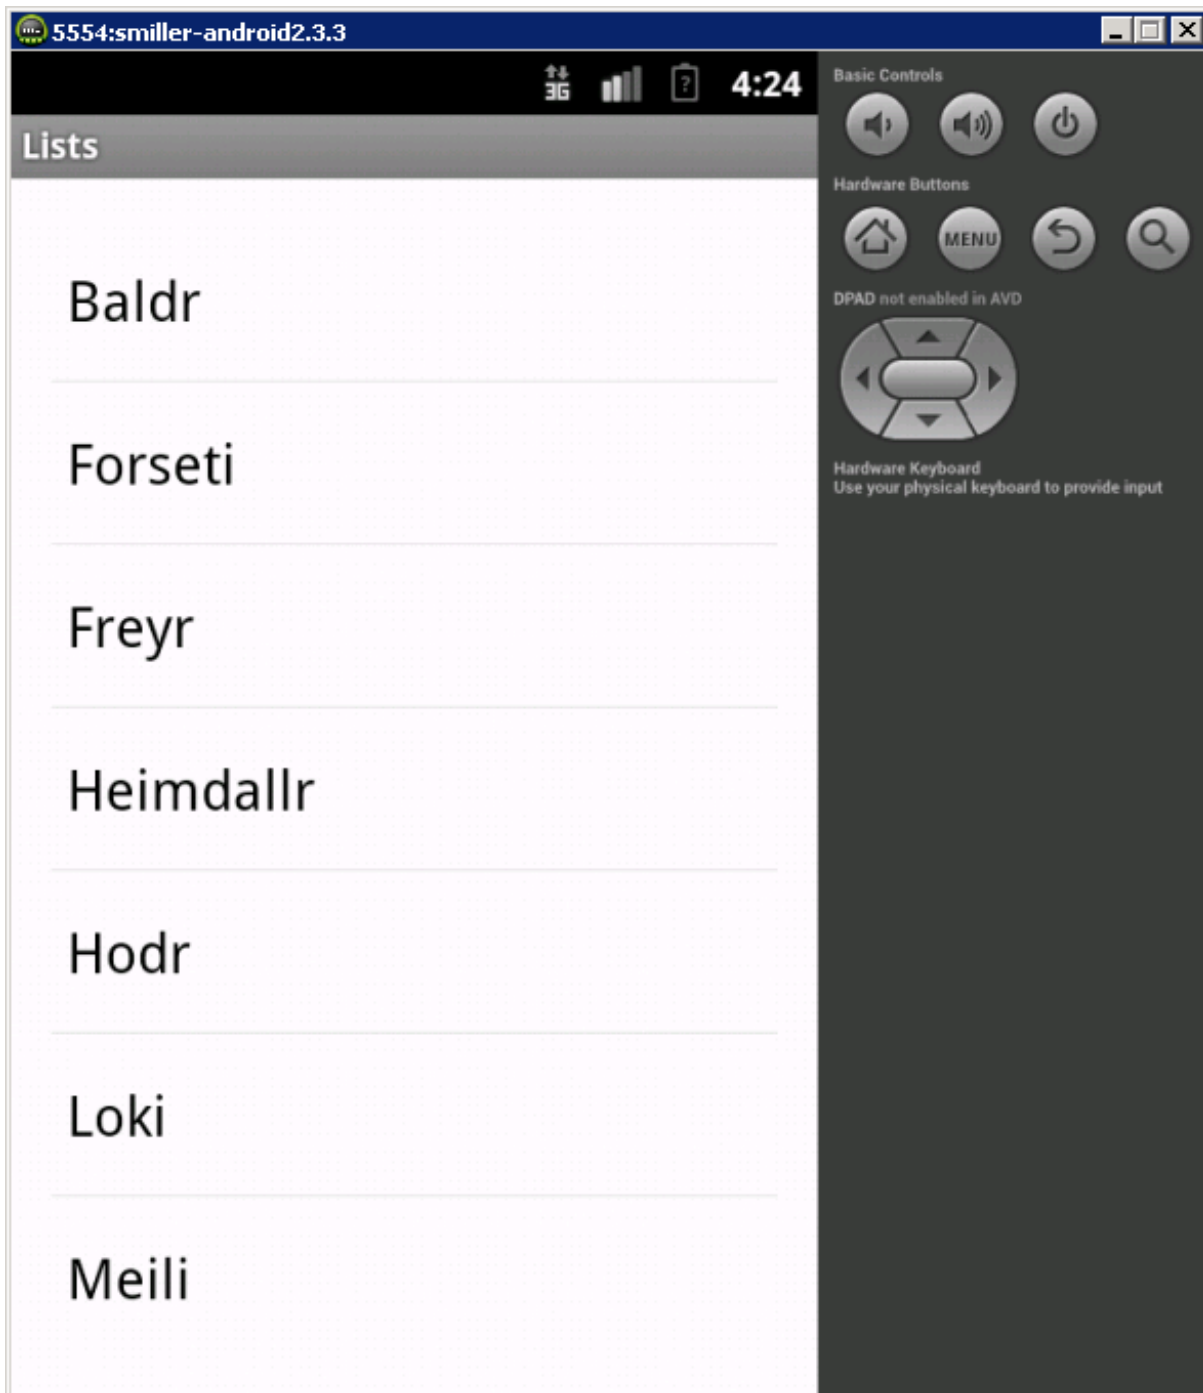 5554:smiller-android2.3.3
3G
?
4:24
Lists
Baldr
Forseti
Freyr
Heimdallr
Hodr
Loki
Meili
Basic Controls
Hardware Buttons
MENU
DPAD not enabled in AVD
Hardware Keyboard
Use your physical keyboard to provide input